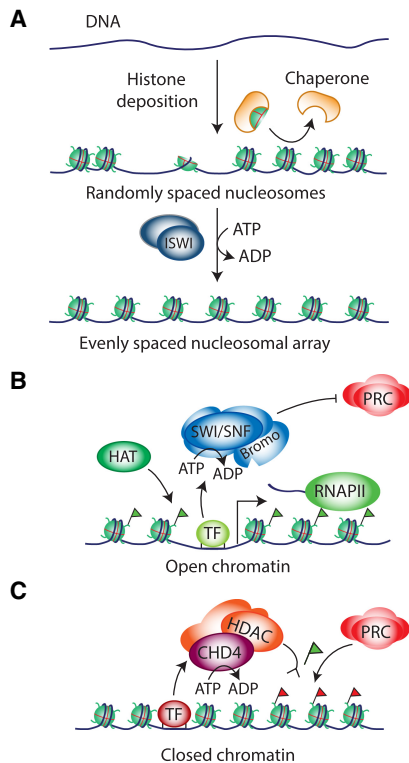 A
DNA
Histone
deposition
Chaperone
Randomly spaced nucleosomes
ISWI
ATP
ADP
Evenly spaced nucleosomal array
B
PRC
SWI/SNF
Bromo
HAT
ATP
ADP
RNAPII
TF
Open chromatin
C
HDAC
PRC
CHD4
ATP
ADP
TF
Closed chromatin